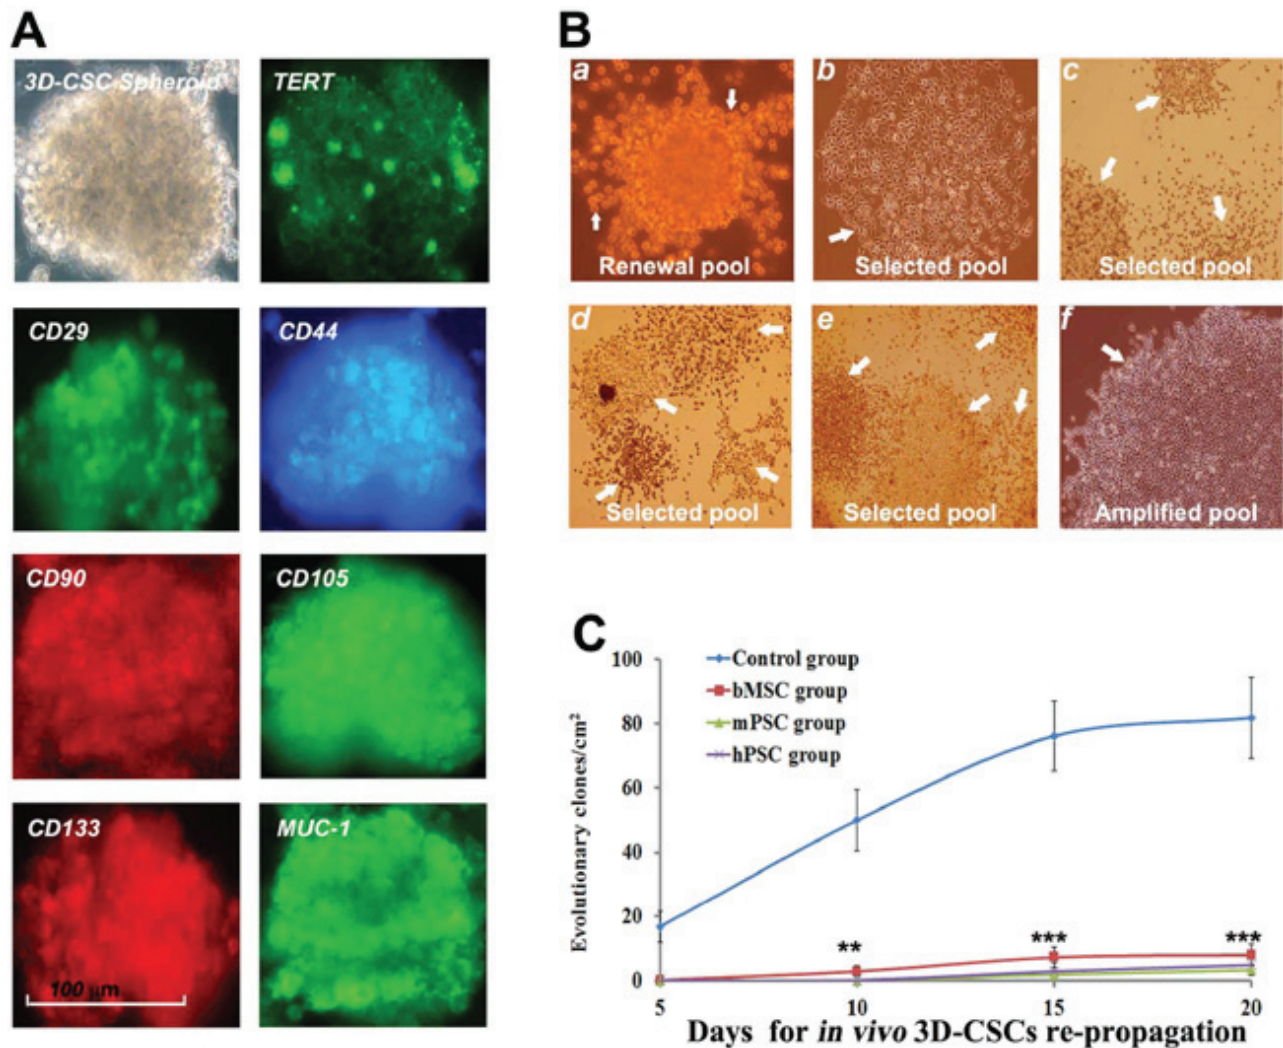 A
3D-CSC-Spheroid
TERT
CD29
CD44
CD90
CD105
CD133
100 μm
MUC-1
B
a
Renewal pool
b
Selected pool
c
Selected pool
d
Selected pool
e
Selected pool
f
Amplified pool
C
Control group
bMSC group
mPSC group
hPSC group
Evolutionary clones/cm²
100
80
60
40
20
0
**
***
***
5
10
15
20
Days for in vivo 3D-CSCs re-propagation